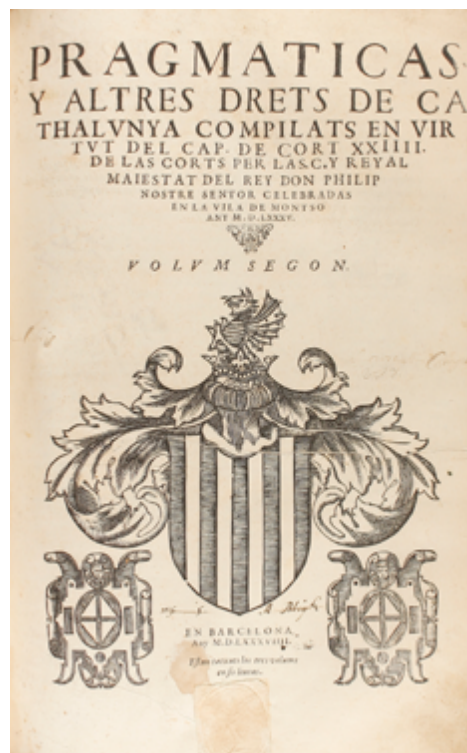 PRAGMATICAS
Y ALTRES DRETS DE CA
THALVNYA COMPILATS EN VIR
TVT DEL CAP. DE CORT XXIIII.
DE LAS CORTS PER LAS.C.Y REYAL
MAIESTAT DEL REY DON PHILIP
NOSTRE SENYOR CELEBRADAS
EN LA VILA DE MONTSO
ANY M.D.LXXXV.
VOLVM SEGON.
EN BARCELONA,
Any M.D.LXXXVIIII.